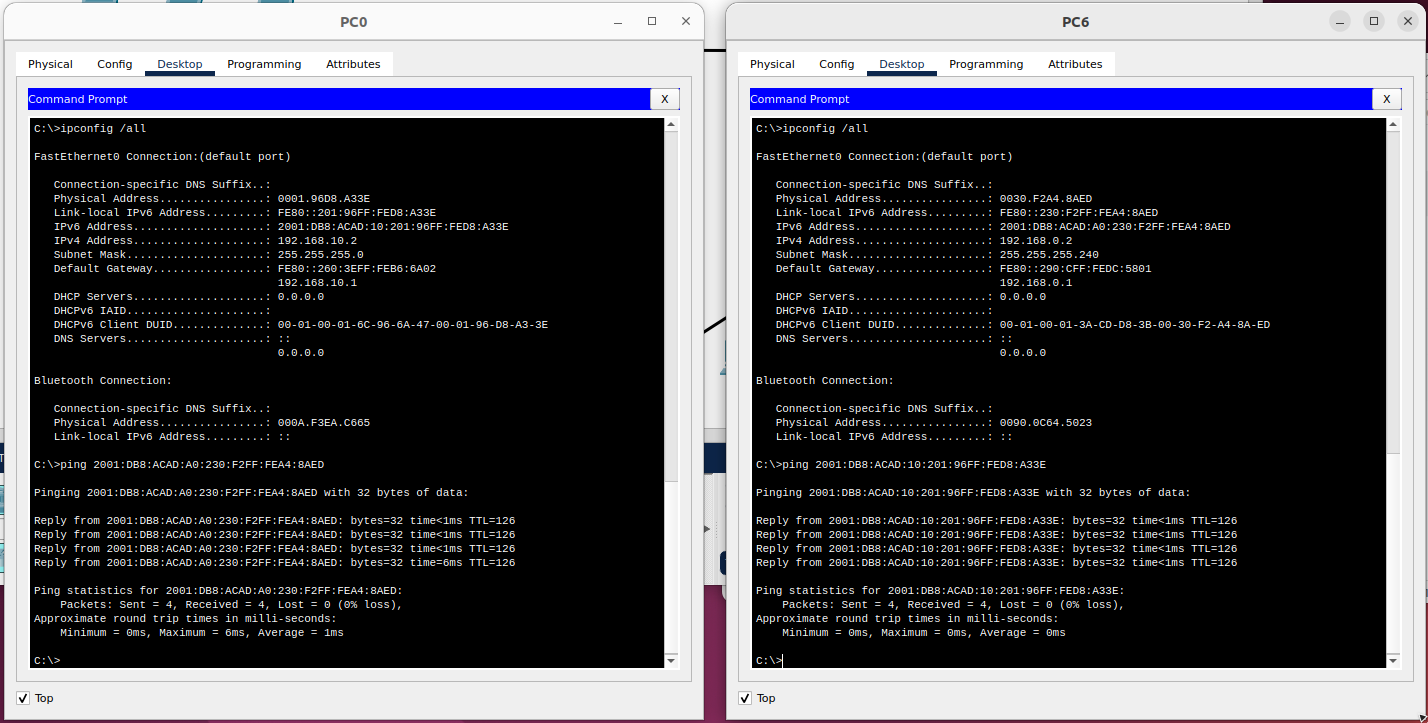 PC0
Physical Config Desktop Programming Attributes
Command Prompt X
C:\>ipconfig /all
FastEthernet0 Connection:(default port)
Connection-specific DNS Suffix..:
Physical Address................: 0001.96D8.A33E
Link-local IPv6 Address.........: FE80::201:96FF:FED8:A33E
IPv6 Address....................: 2001:DB8:ACAD:10:201:96FF:FED8:A33E
IPv4 Address....................: 192.168.10.2
Subnet Mask.....................: 255.255.255.0
Default Gateway.................: FE80::260:3EFF:FEB6:6A02
192.168.10.1
DHCP Servers....................: 0.0.0.0
DHCPv6 IAID.....................:
DHCPv6 Client DUID..............: 00-01-00-01-6C-96-6A-47-00-01-96-D8-A3-3E
DNS Servers.....................: ::
0.0.0.0
Bluetooth Connection:
Connection-specific DNS Suffix..:
Physical Address................: 000A.F3EA.C665
Link-local IPv6 Address.........: ::
C:\>ping 2001:DB8:ACAD:A0:230:F2FF:FEA4:8AED
Pinging 2001:DB8:ACAD:A0:230:F2FF:FEA4:8AED with 32 bytes of data:
Reply from 2001:DB8:ACAD:A0:230:F2FF:FEA4:8AED: bytes=32 time<1ms TTL=126
Reply from 2001:DB8:ACAD:A0:230:F2FF:FEA4:8AED: bytes=32 time<1ms TTL=126
Reply from 2001:DB8:ACAD:A0:230:F2FF:FEA4:8AED: bytes=32 time<1ms TTL=126
Reply from 2001:DB8:ACAD:A0:230:F2FF:FEA4:8AED: bytes=32 time=6ms TTL=126
Ping statistics for 2001:DB8:ACAD:A0:230:F2FF:FEA4:8AED:
Packets: Sent = 4, Received = 4, Lost = 0 (0% loss),
Approximate round trip times in milli-seconds:
Minimum = 0ms, Maximum = 6ms, Average = 1ms
C:\>
Top
PC6
Physical Config Desktop Programming Attributes
Command Prompt X
C:\>ipconfig /all
FastEthernet0 Connection:(default port)
Connection-specific DNS Suffix..:
Physical Address................: 0030.F2A4.8AED
Link-local IPv6 Address.........: FE80::230:F2FF:FEA4:8AED
IPv6 Address....................: 2001:DB8:ACAD:A0:230:F2FF:FEA4:8AED
IPv4 Address....................: 192.168.0.2
Subnet Mask.....................: 255.255.255.240
Default Gateway.................: FE80::290:CFF:FEDC:5801
192.168.0.1
DHCP Servers....................: 0.0.0.0
DHCPv6 IAID.....................:
DHCPv6 Client DUID..............: 00-01-00-01-3A-CD-D8-3B-00-30-F2-A4-8A-ED
DNS Servers.....................: ::
0.0.0.0
Bluetooth Connection:
Connection-specific DNS Suffix..:
Physical Address................: 0090.0C64.5023
Link-local IPv6 Address.........: ::
C:\>ping 2001:DB8:ACAD:10:201:96FF:FED8:A33E
Pinging 2001:DB8:ACAD:10:201:96FF:FED8:A33E with 32 bytes of data:
Reply from 2001:DB8:ACAD:10:201:96FF:FED8:A33E: bytes=32 time<1ms TTL=126
Reply from 2001:DB8:ACAD:10:201:96FF:FED8:A33E: bytes=32 time<1ms TTL=126
Reply from 2001:DB8:ACAD:10:201:96FF:FED8:A33E: bytes=32 time<1ms TTL=126
Reply from 2001:DB8:ACAD:10:201:96FF:FED8:A33E: bytes=32 time<1ms TTL=126
Ping statistics for 2001:DB8:ACAD:10:201:96FF:FED8:A33E:
Packets: Sent = 4, Received = 4, Lost = 0 (0% loss),
Approximate round trip times in milli-seconds:
Minimum = 0ms, Maximum = 0ms, Average = 0ms
C:\>
Top